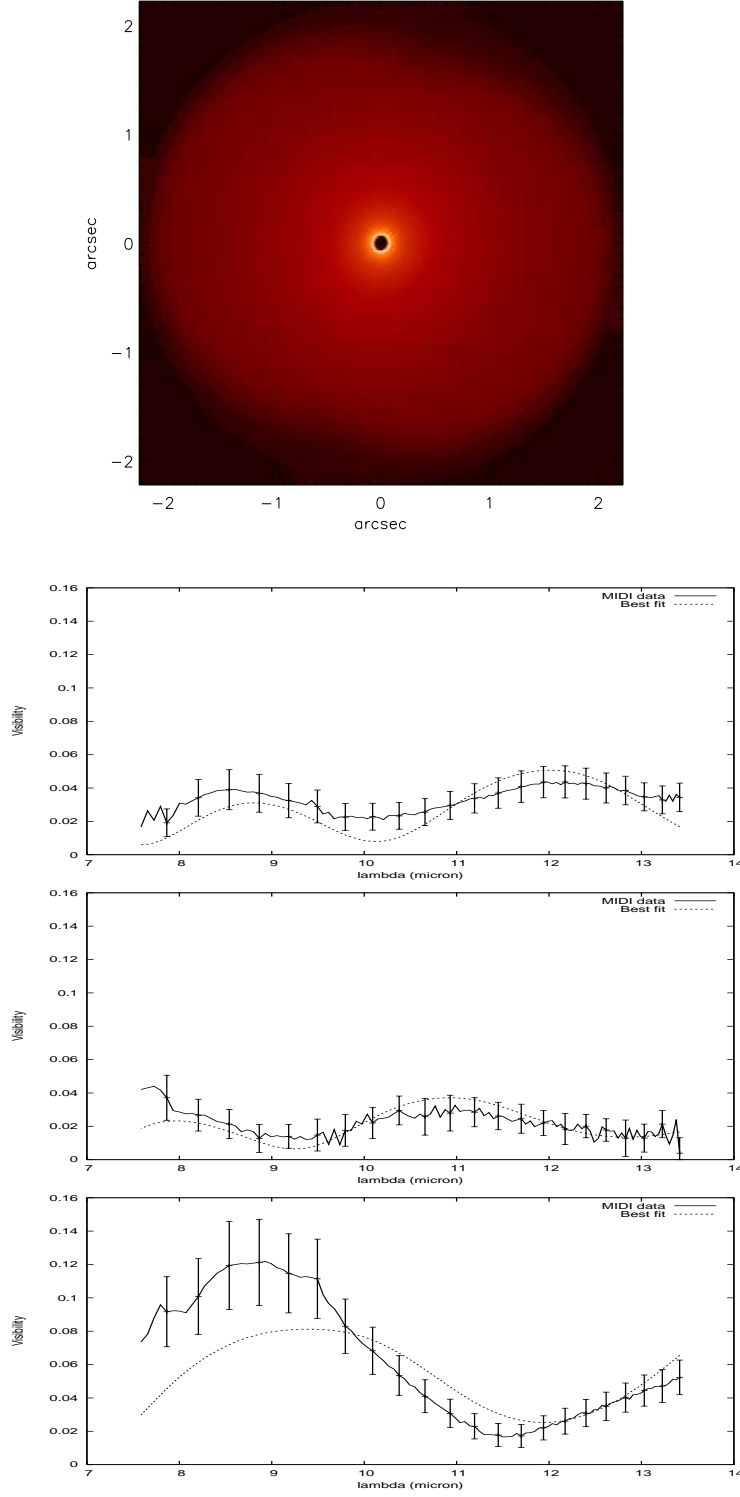 2
1
0
−1
−2
arcsec
−2 −1 0 1 2
arcsec
0.16
0.14
0.12
0.1
0.08
0.06
0.04
0.02
0
Visibility
MIDI data
Best fit
7 8 9 10 11 12 13 14
lambda (micron)
0.16
0.14
0.12
0.1
0.08
0.06
0.04
0.02
0
Visibility
MIDI data
Best fit
7 8 9 10 11 12 13 14
lambda (micron)
0.16
0.14
0.12
0.1
0.08
0.06
0.04
0.02
0
Visibility
MIDI data
Best fit
7 8 9 10 11 12 13 14
lambda (micron)